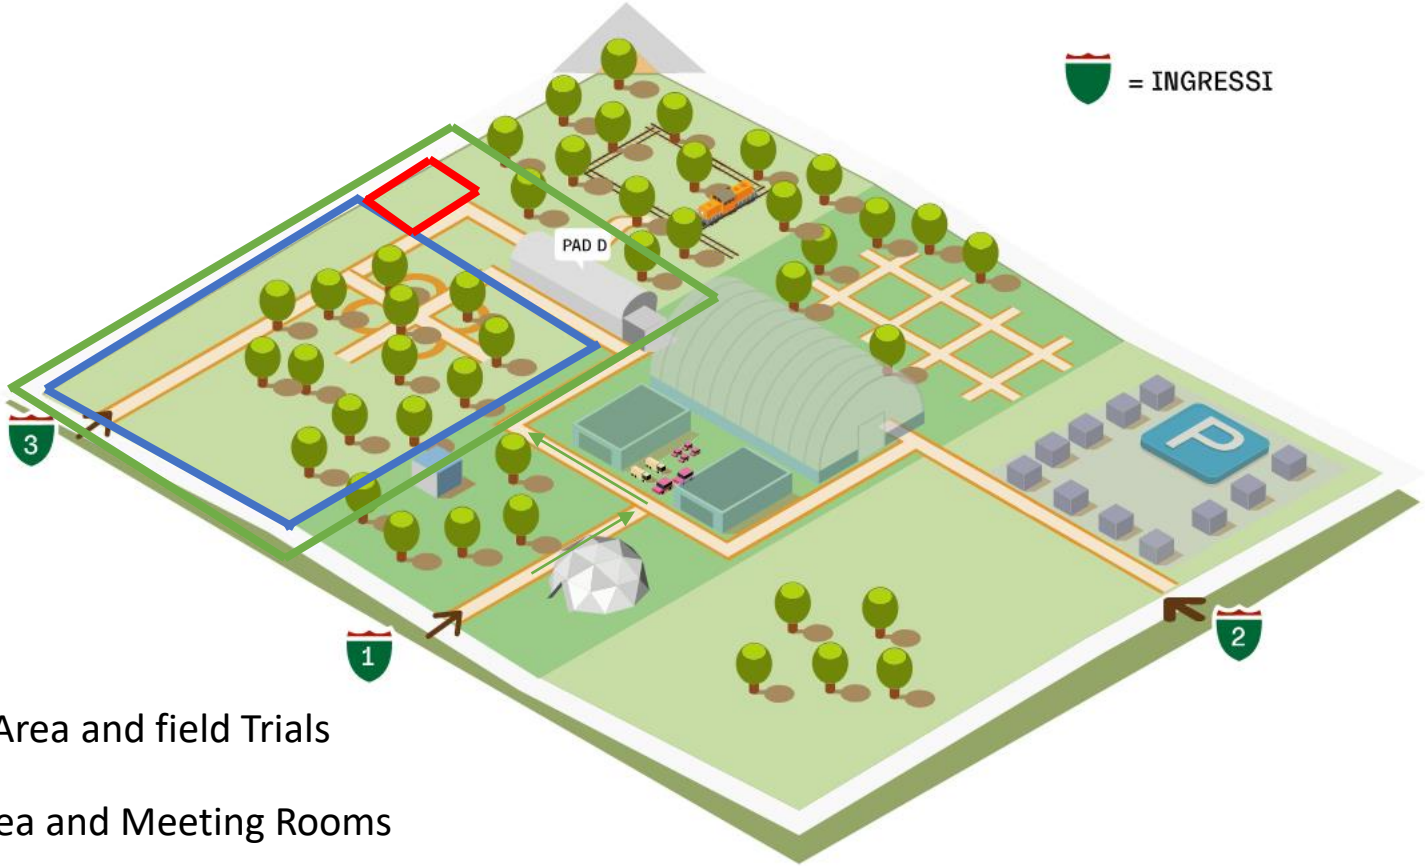 = INGRESSI
PAD D
3
P
2
1
Area and field Trials
ea and Meeting Rooms